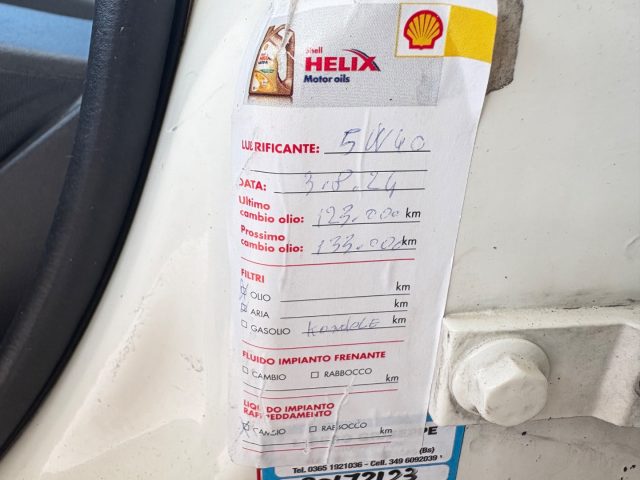 Shell
HELIX
Motor oils
LUBRIFICANTE: 5W40
DATA: 3.8.24
Ultimo
cambio olio: 123.000 km
Prossimo
cambio olio: 133.000 km
FILTRI
OLIO km
ARIA km
GASOLIO km
FLUIDO IMPIANTO FRENANTE
CAMBIO RABBOCCO
km
LIQUIDO IMPIANTO
RAFFREDDAMENTO
CAMBIO RABBOCCO
km
(Bs)
Tel. 0365 1921036 - Cell. 349 6092039